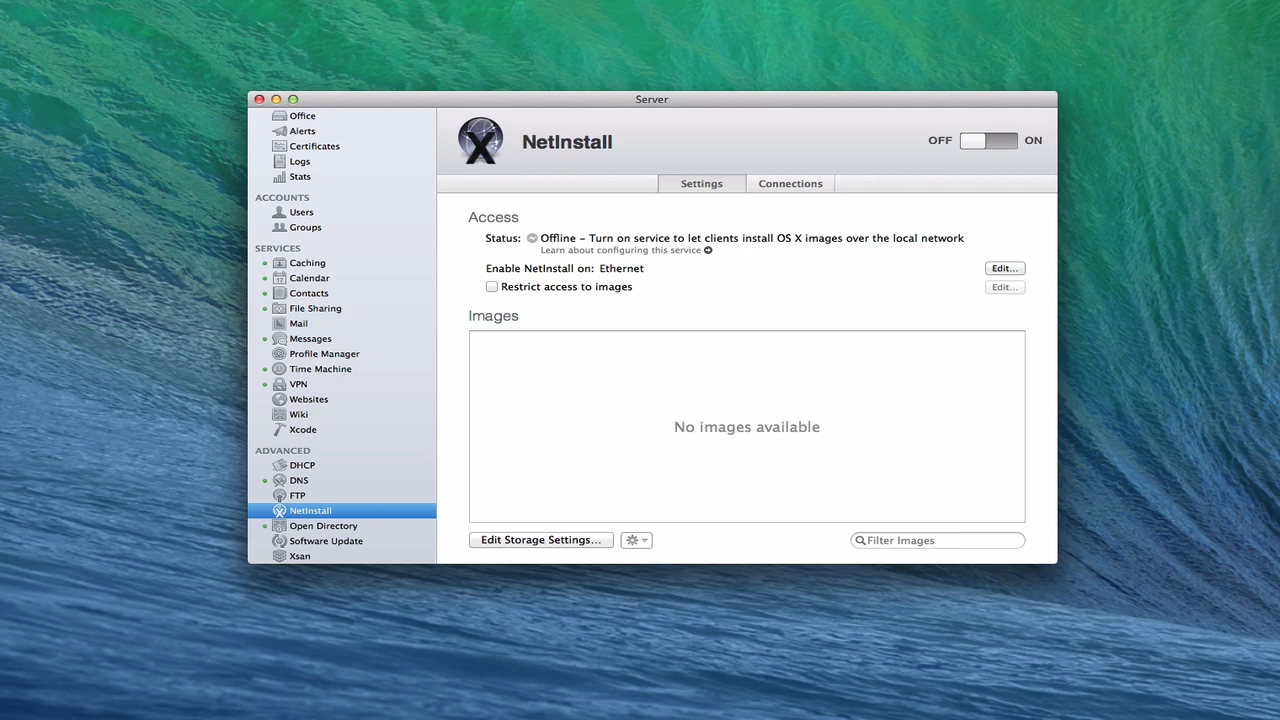 Server
Office
Alerts
Certificates
Logs
Stats
ACCOUNTS
Users
Groups
SERVICES
Caching
Calendar
Contacts
File Sharing
Mail
Messages
Profile Manager
Time Machine
VPN
Websites
Wiki
Xcode
ADVANCED
DHCP
DNS
FTP
NetInstall
Open Directory
Software Update
Xsan
NetInstall
OFF ON
Settings Connections
Access
Status: Offline – Turn on service to let clients install OS X images over the local network
Learn about configuring this service
Enable NetInstall on: Ethernet Edit...
Restrict access to images Edit...
Images
No images available
Edit Storage Settings... Filter Images